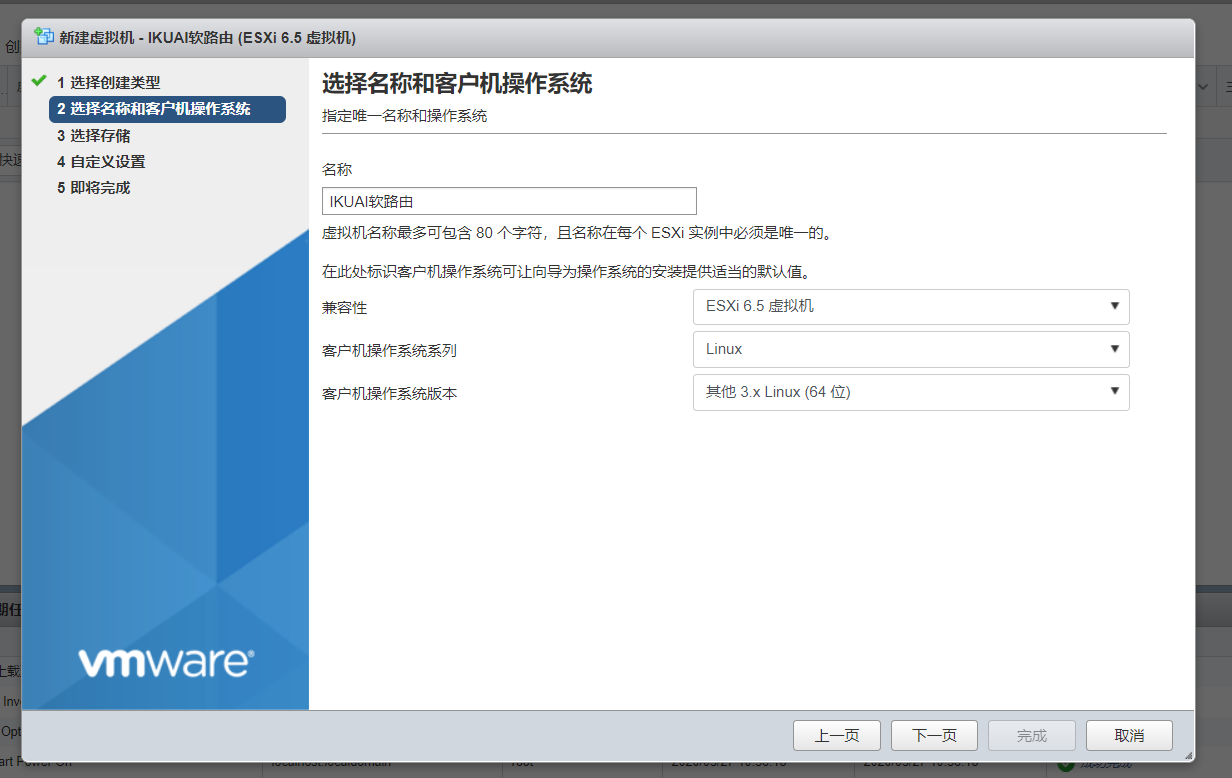 新建虚拟机 - IKUAI软路由 (ESXi 6.5 虚拟机)
1 选择创建类型
2 选择名称和客户机操作系统
3 选择存储
4 自定义设置
5 即将完成
选择名称和客户机操作系统
指定唯一名称和操作系统
名称
IKUAI软路由
虚拟机名称最多可包含 80 个字符，且名称在每个 ESXi 实例中必须是唯一的。
在此处标识客户机操作系统可让向导为操作系统的安装提供适当的默认值。
兼容性
ESXi 6.5 虚拟机
客户机操作系统系列
Linux
客户机操作系统版本
其他 3.x Linux (64 位)
vmware®
上一页
下一页
完成
取消